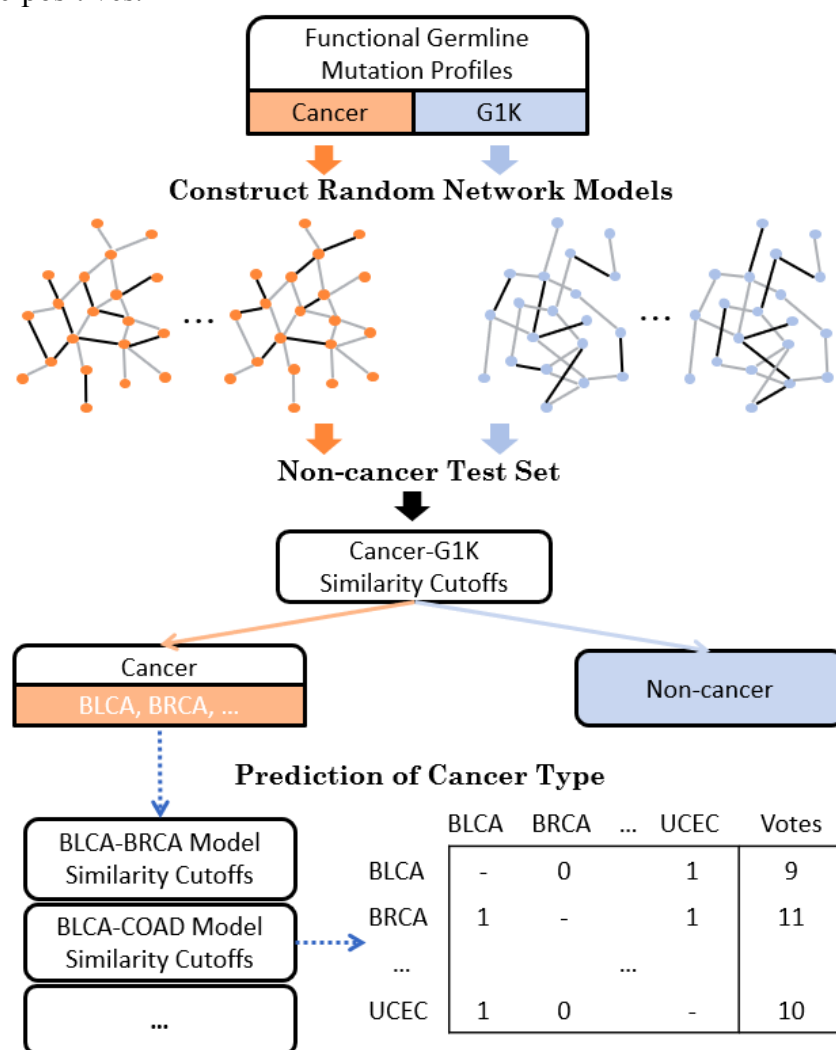 positives.
Functional Germline
Mutation Profiles
Cancer G1K
Construct Random Network Models
... ...
Non-cancer Test Set
Cancer-G1K
Similarity Cutoffs
Cancer
BLCA, BRCA, ...
Non-cancer
Prediction of Cancer Type
BLCA-BRCA Model
Similarity Cutoffs
BLCA-COAD Model
Similarity Cutoffs
...
BLCA BRCA ... UCEC Votes
BLCA - 0 1 9
BRCA 1 - 1 11
... ...
UCEC 1 0 - 10